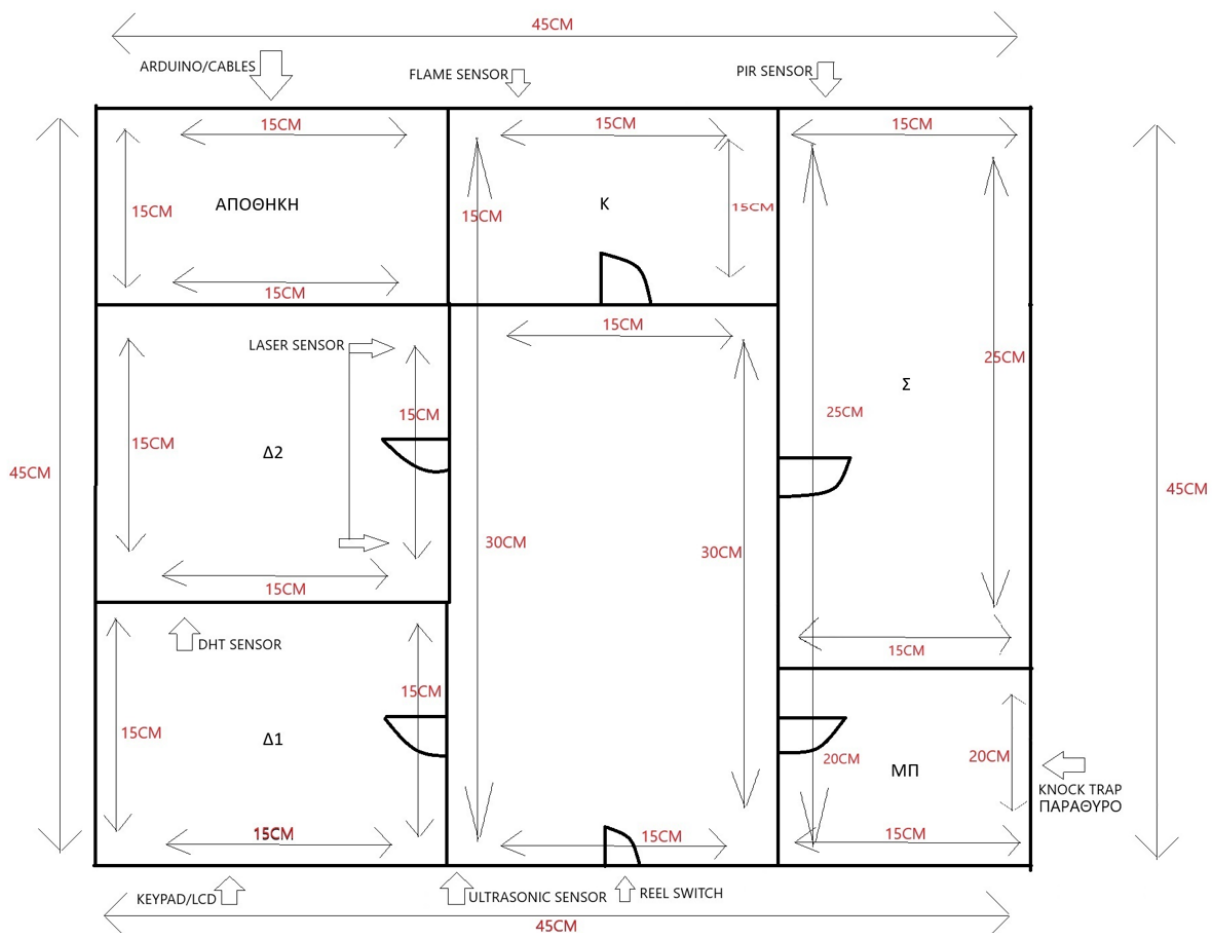 45CM
ARDUINO/CABLES
FLAME SENSOR
PIR SENSOR
15CM
15CM
15CM
15CM
ΑΠΟΘΗΚΗ
15CM
Κ
15CM
15CM
15CM
LASER SENSOR
15CM
25CM
Σ
25CM
15CM
15CM
Δ2
45CM
45CM
30CM
30CM
15CM
DHT SENSOR
15CM
15CM
15CM
Δ1
20CM
ΜΠ
20CM
KNOCK TRAP
ΠΑΡΑΘΥΡΟ
15CM
15CM
15CM
KEYPAD/LCD
ULTRASONIC SENSOR
REEL SWITCH
45CM